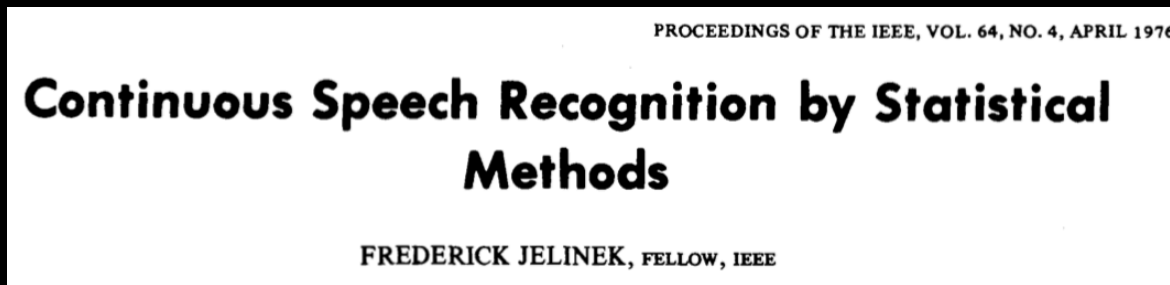 PROCEEDINGS OF THE IEEE, VOL. 64, NO. 4, APRIL 1976
Continuous Speech Recognition by Statistical
Methods
FREDERICK JELINEK, FELLOW, IEEE